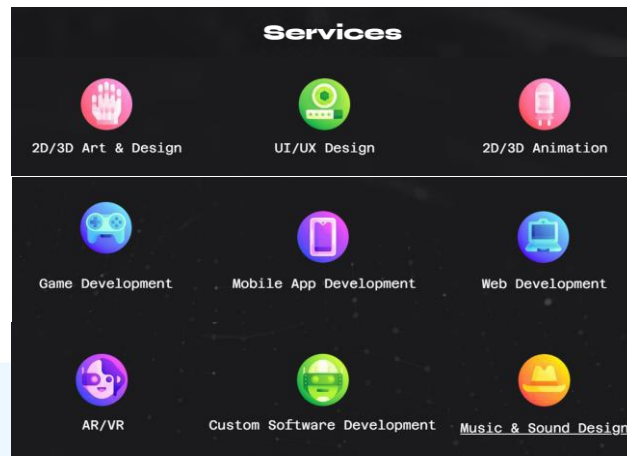 Services
2D/3D Art & Design
UI/UX Design
2D/3D Animation
Game Development
Mobile App Development
Web Development
AR/VR
Custom Software Development
Music & Sound Design